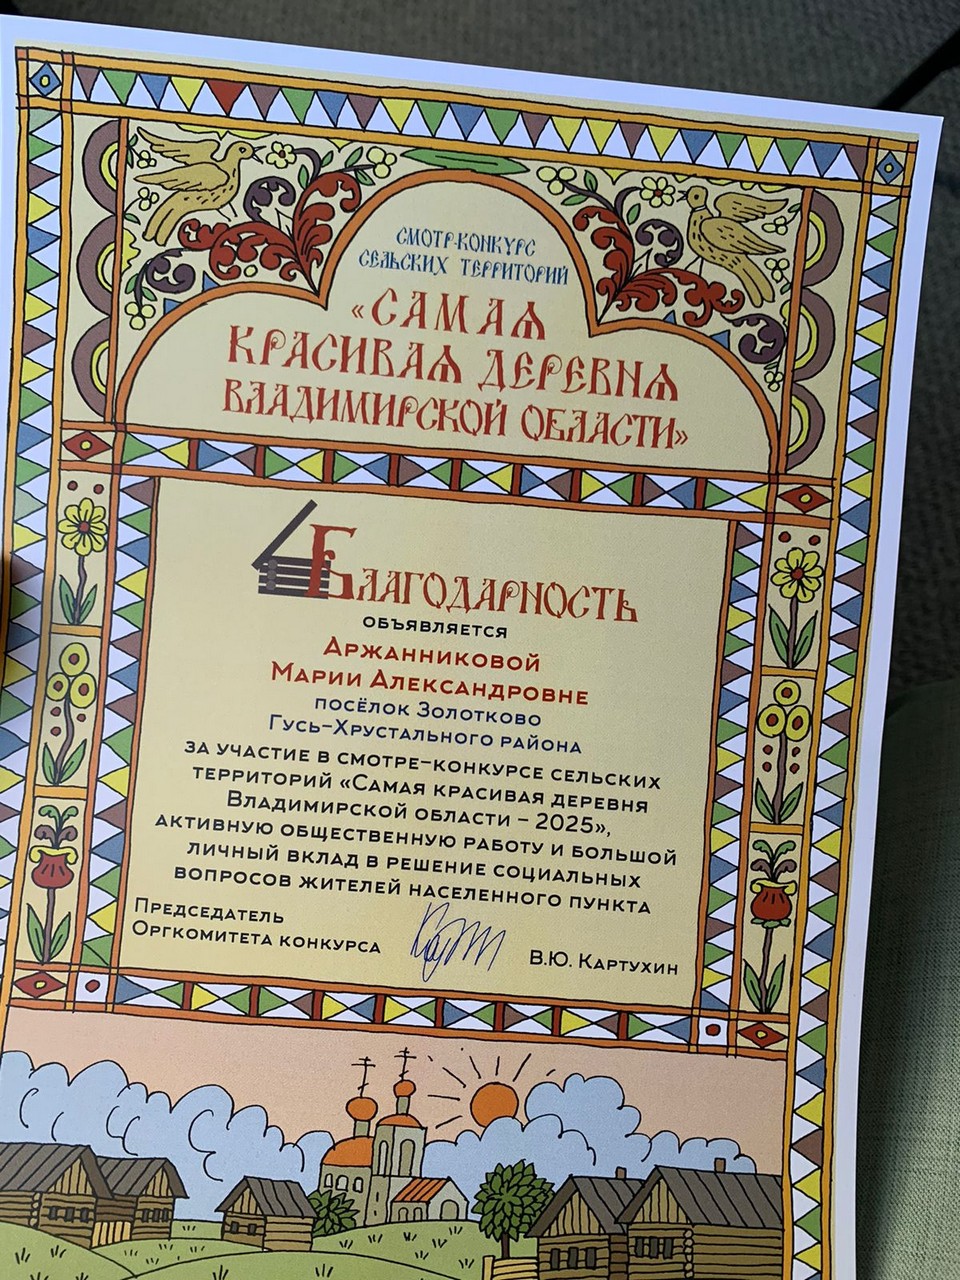 СМОТР-КОНКУРС
СЕЛЬСКИХ ТЕРРИТОРИЙ
«САМАЯ
КРАСИВАЯ ДЕРЕВНЯ
ВЛАДИМИРСКОЙ ОБЛАСТИ»
БЛАГОДАРНОСТЬ
ОБЪЯВЛЯЕТСЯ
АРЖАННИКОВОЙ
МАРИИ АЛЕКСАНДРОВНЕ
ПОСЁЛОК ЗОЛОТКОВО
ГУСЬ-ХРУСТАЛЬНОГО РАЙОНА
ЗА УЧАСТИЕ В СМОТРЕ-КОНКУРСЕ СЕЛЬСКИХ
ТЕРРИТОРИЙ «САМАЯ КРАСИВАЯ ДЕРЕВНЯ
ВЛАДИМИРСКОЙ ОБЛАСТИ – 2025»,
АКТИВНУЮ ОБЩЕСТВЕННУЮ РАБОТУ И БОЛЬШОЙ
ЛИЧНЫЙ ВКЛАД В РЕШЕНИЕ СОЦИАЛЬНЫХ
ВОПРОСОВ ЖИТЕЛЕЙ НАСЕЛЕННОГО ПУНКТА
ПРЕДСЕДАТЕЛЬ
ОРГКОМИТЕТА КОНКУРСА
В.Ю. КАРТУХИН